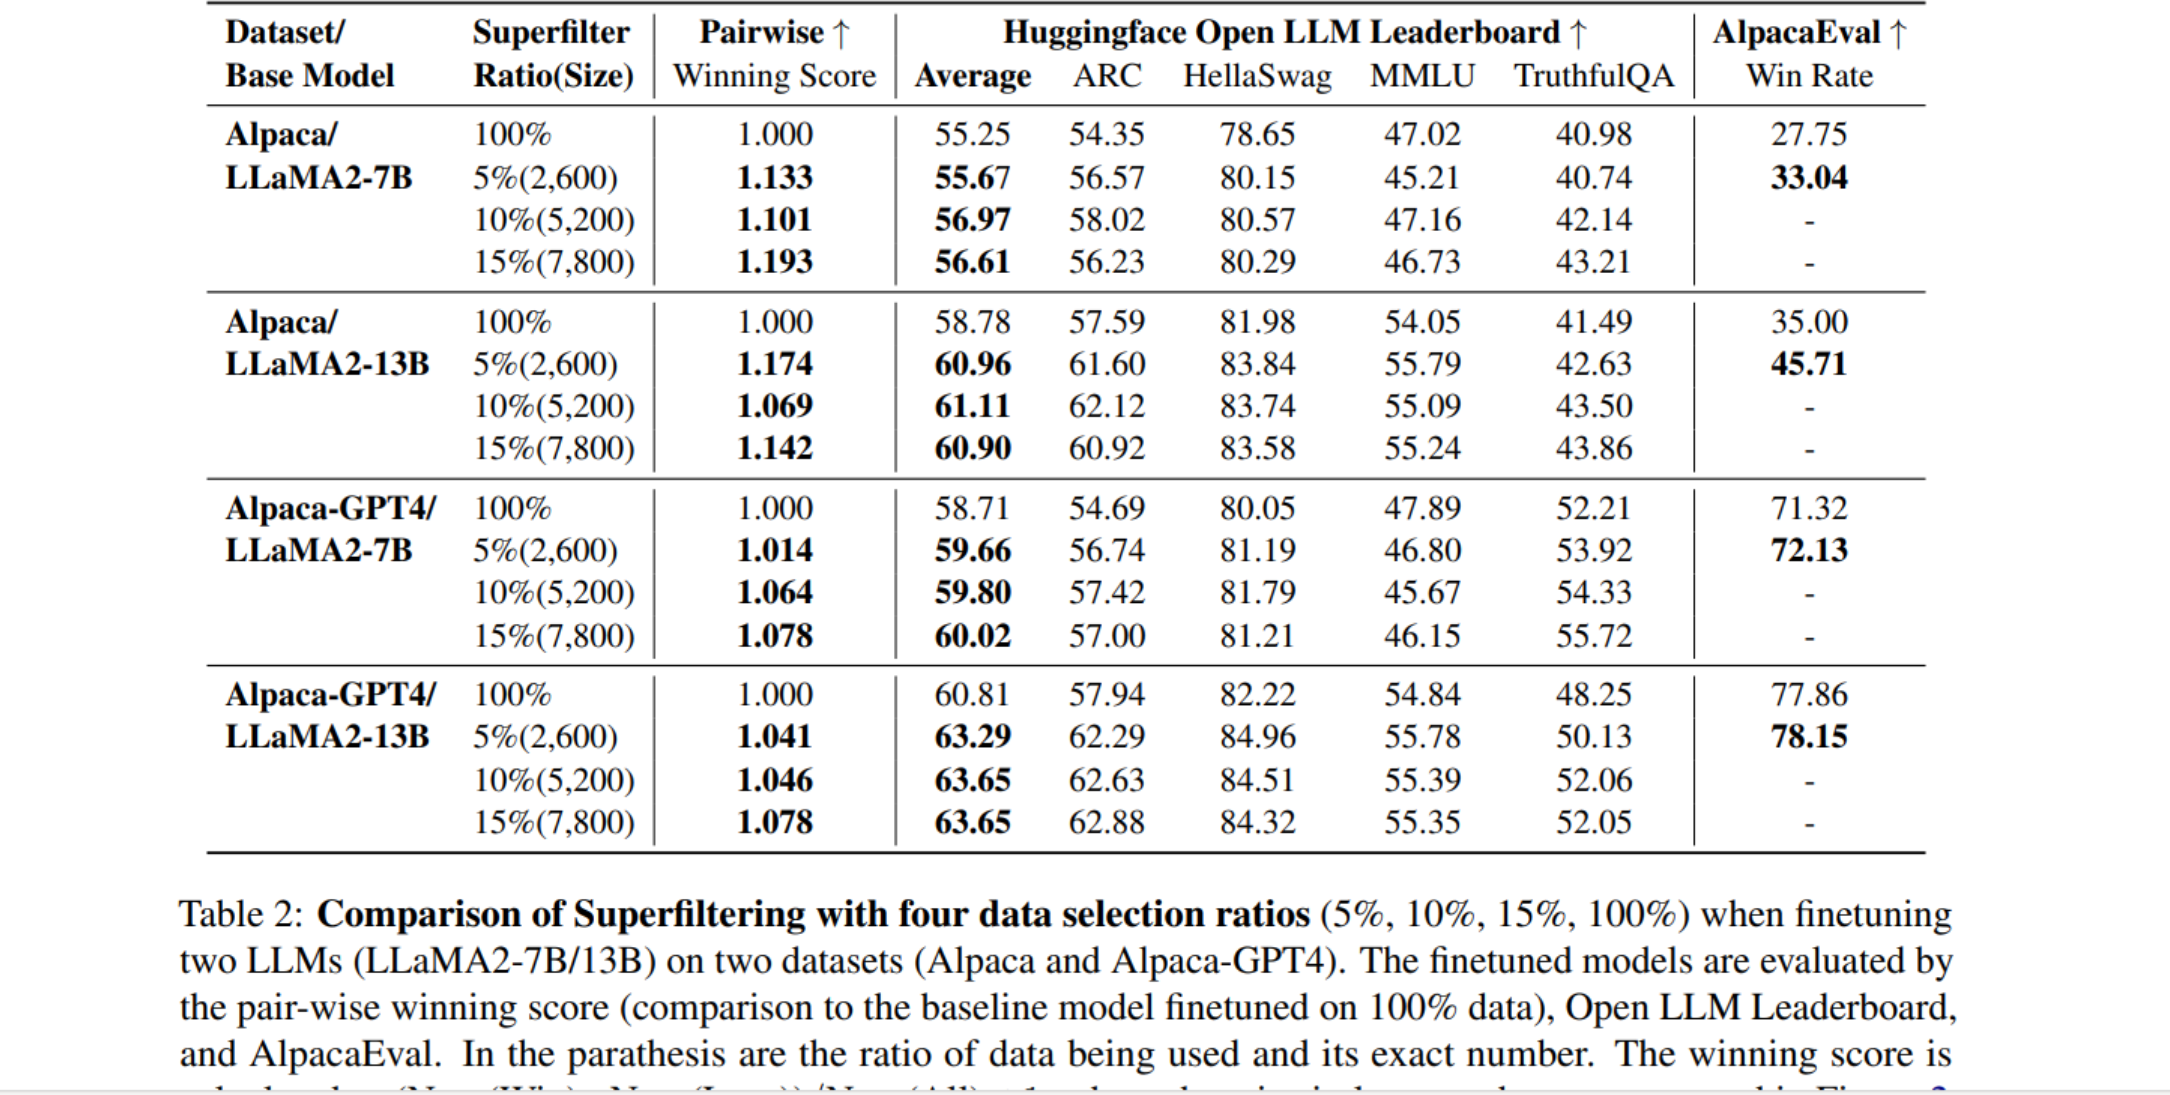 Dataset/ Superfilter Pairwise ↑ Huggingface Open LLM Leaderboard ↑ AlpacaEval ↑
Base Model Ratio(Size) Winning Score Average ARC HellaSwag MMLU TruthfulQA Win Rate
Alpaca/ 100% 1.000 55.25 54.35 78.65 47.02 40.98 27.75
LLaMA2-7B 5%(2,600) 1.133 55.67 56.57 80.15 45.21 40.74 33.04
10%(5,200) 1.101 56.97 58.02 80.57 47.16 42.14 -
15%(7,800) 1.193 56.61 56.23 80.29 46.73 43.21 -
Alpaca/ 100% 1.000 58.78 57.59 81.98 54.05 41.49 35.00
LLaMA2-13B 5%(2,600) 1.174 60.96 61.60 83.84 55.79 42.63 45.71
10%(5,200) 1.069 61.11 62.12 83.74 55.09 43.50 -
15%(7,800) 1.142 60.90 60.92 83.58 55.24 43.86 -
Alpaca-GPT4/ 100% 1.000 58.71 54.69 80.05 47.89 52.21 71.32
LLaMA2-7B 5%(2,600) 1.014 59.66 56.74 81.19 46.80 53.92 72.13
10%(5,200) 1.064 59.80 57.42 81.79 45.67 54.33 -
15%(7,800) 1.078 60.02 57.00 81.21 46.15 55.72 -
Alpaca-GPT4/ 100% 1.000 60.81 57.94 82.22 54.84 48.25 77.86
LLaMA2-13B 5%(2,600) 1.041 63.29 62.29 84.96 55.78 50.13 78.15
10%(5,200) 1.046 63.65 62.63 84.51 55.39 52.06 -
15%(7,800) 1.078 63.65 62.88 84.32 55.35 52.05 -
Table 2: Comparison of Superfiltering with four data selection ratios (5%, 10%, 15%, 100%) when finetuning
two LLMs (LLaMA2-7B/13B) on two datasets (Alpaca and Alpaca-GPT4). The finetuned models are evaluated by
the pair-wise winning score (comparison to the baseline model finetuned on 100% data), Open LLM Leaderboard,
and AlpacaEval. In the parathesis are the ratio of data being used and its exact number. The winning score is